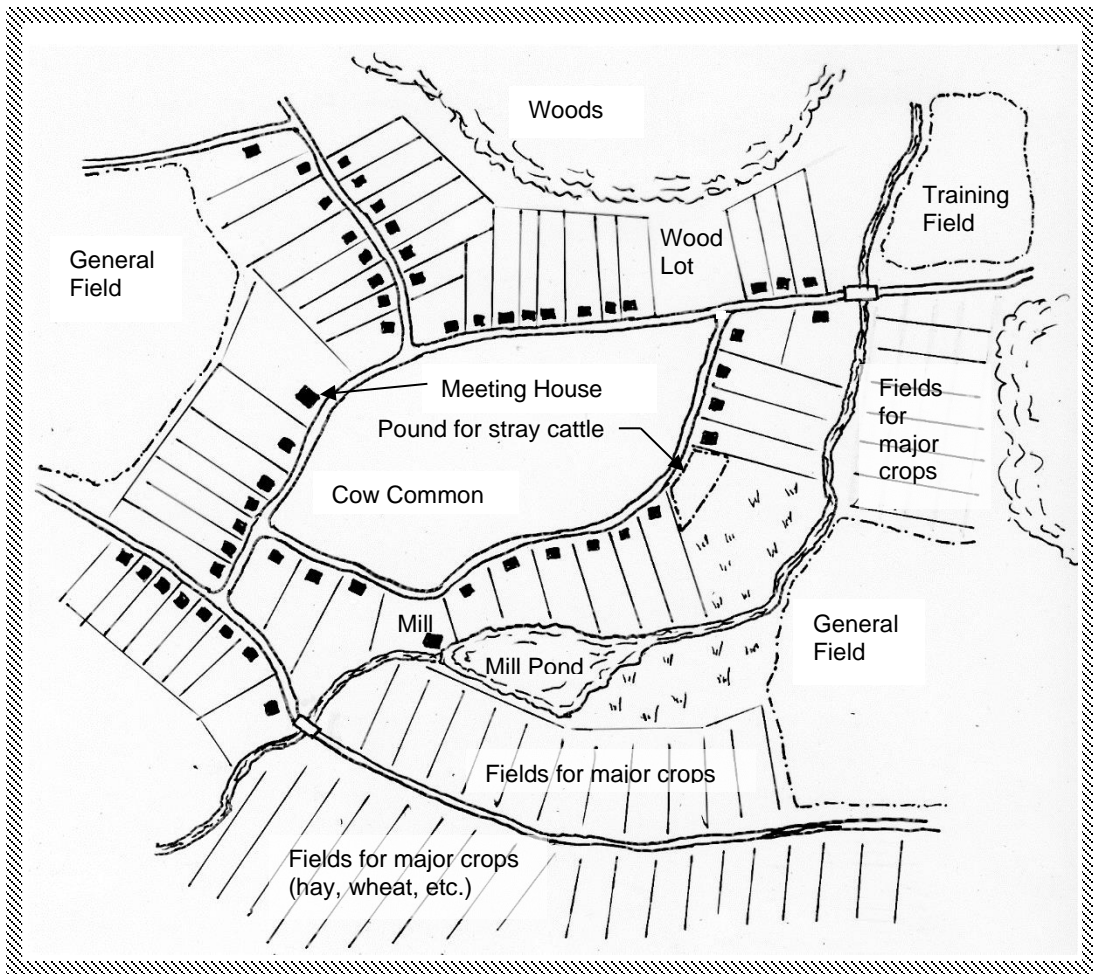 Woods
Training
Field
Wood
Lot
General
Field
Meeting House
Pound for stray cattle
Fields
for
major
crops
Cow Common
Mill
Mill Pond
General
Field
Fields for major crops
Fields for major crops
(hay, wheat, etc.)